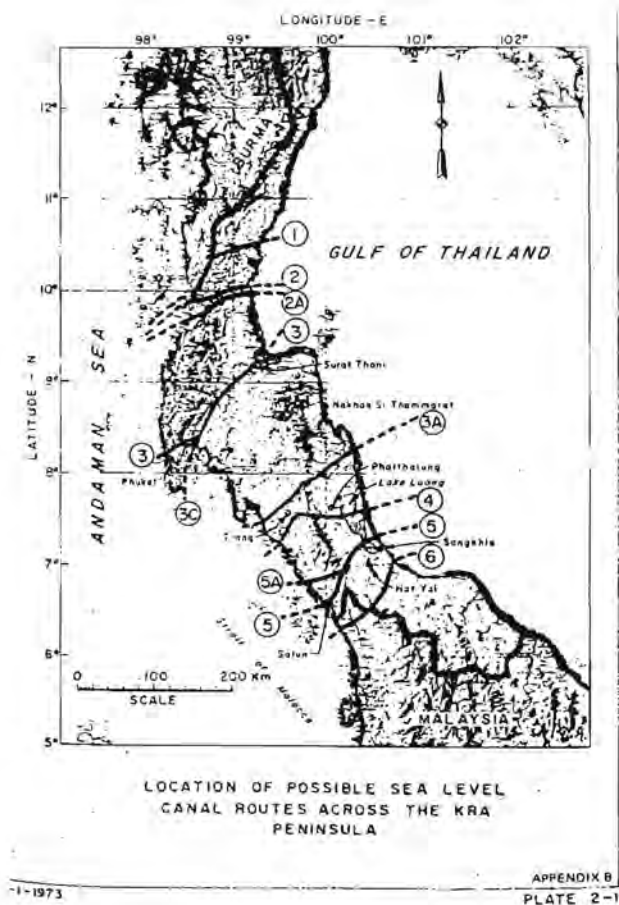 LONGITUDE - E
98° 99° 100° 101° 102°
12°
BURMA
11°
1
GULF OF THAILAND
10°
2
2A
3
ANDAMAN SEA
LATITUDE - N
Surat Thani
9°
Nakhon Si Thammarat
3A
3
Phatthalung
8°
Phuket
Lake Luang
4
3C
5
Trang
Songkhla
7°
6
5A
Hat Yai
5
Satun
Strait of Malacca
6°
0 100 200 Km
SCALE
MALAYSIA
5°
LOCATION OF POSSIBLE SEA LEVEL
CANAL ROUTES ACROSS THE KRA
PENINSULA
-1-1973
APPENDIX B
PLATE 2-1